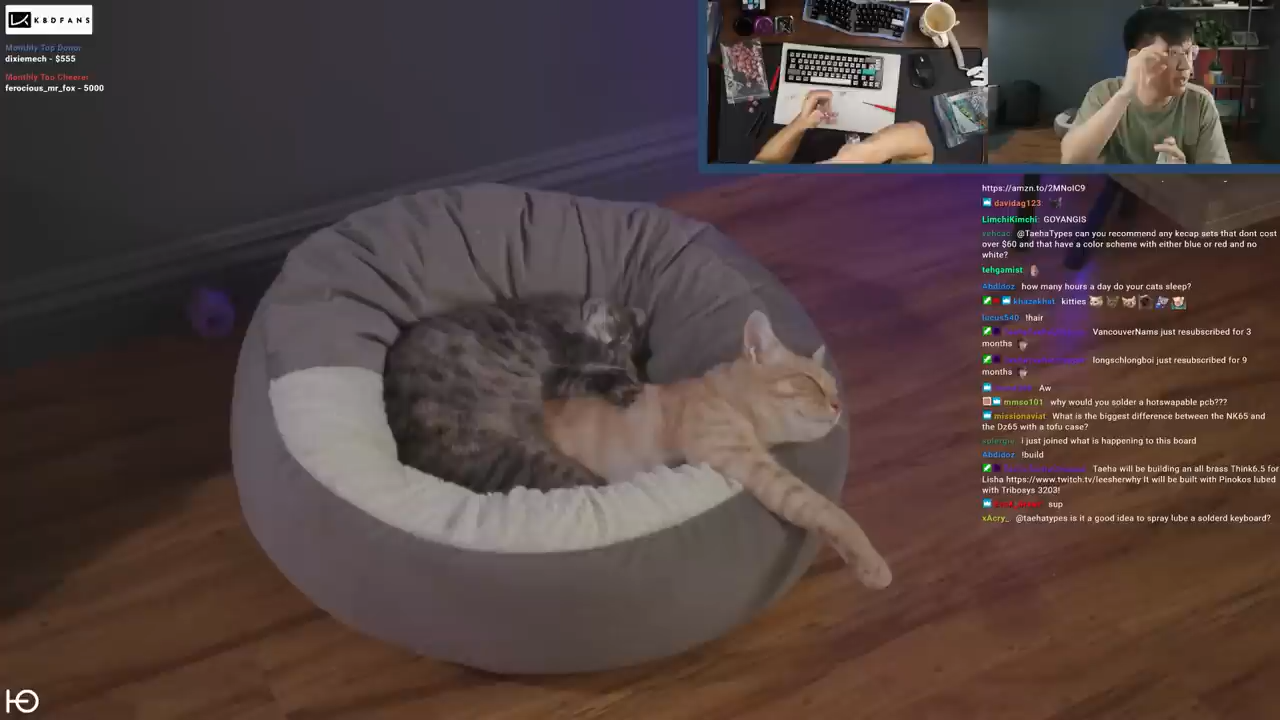 KBDFANS
Monthly Top Donor
dixiemech - $555
Monthly Top Cheerer
ferocious_mr_fox - 5000
https://amzn.to/2MNoIC9
davidag123:
LimchiKimchi: GOYANGIS
@TaehaTypes can you recommend any kecap sets that dont cost
over $60 and that have a color scheme with either blue or red and no
white?
tehgamist
Abdidoz how many hours a day do your cats sleep?
khazakhst kitties
locus540 !hair
VancouverNams just resubscribed for 3
months
longschlongboi just resubscribed for 9
months
Aw
mmso101 why would you solder a hotswapable pcb???
missionaviat: What is the biggest difference between the NK65 and
the Dz65 with a tofu case?
i just joined what is happening to this board
Abdidoz: !build
Taeha will be building an all brass Think6.5 for
Lisha https://www.twitch.tv/leesherwhy It will be built with Pinokos lubed
with Tribosys 3203!
sup
xAcry_ @taehatypes is it a good idea to spray lube a solderd keyboard?